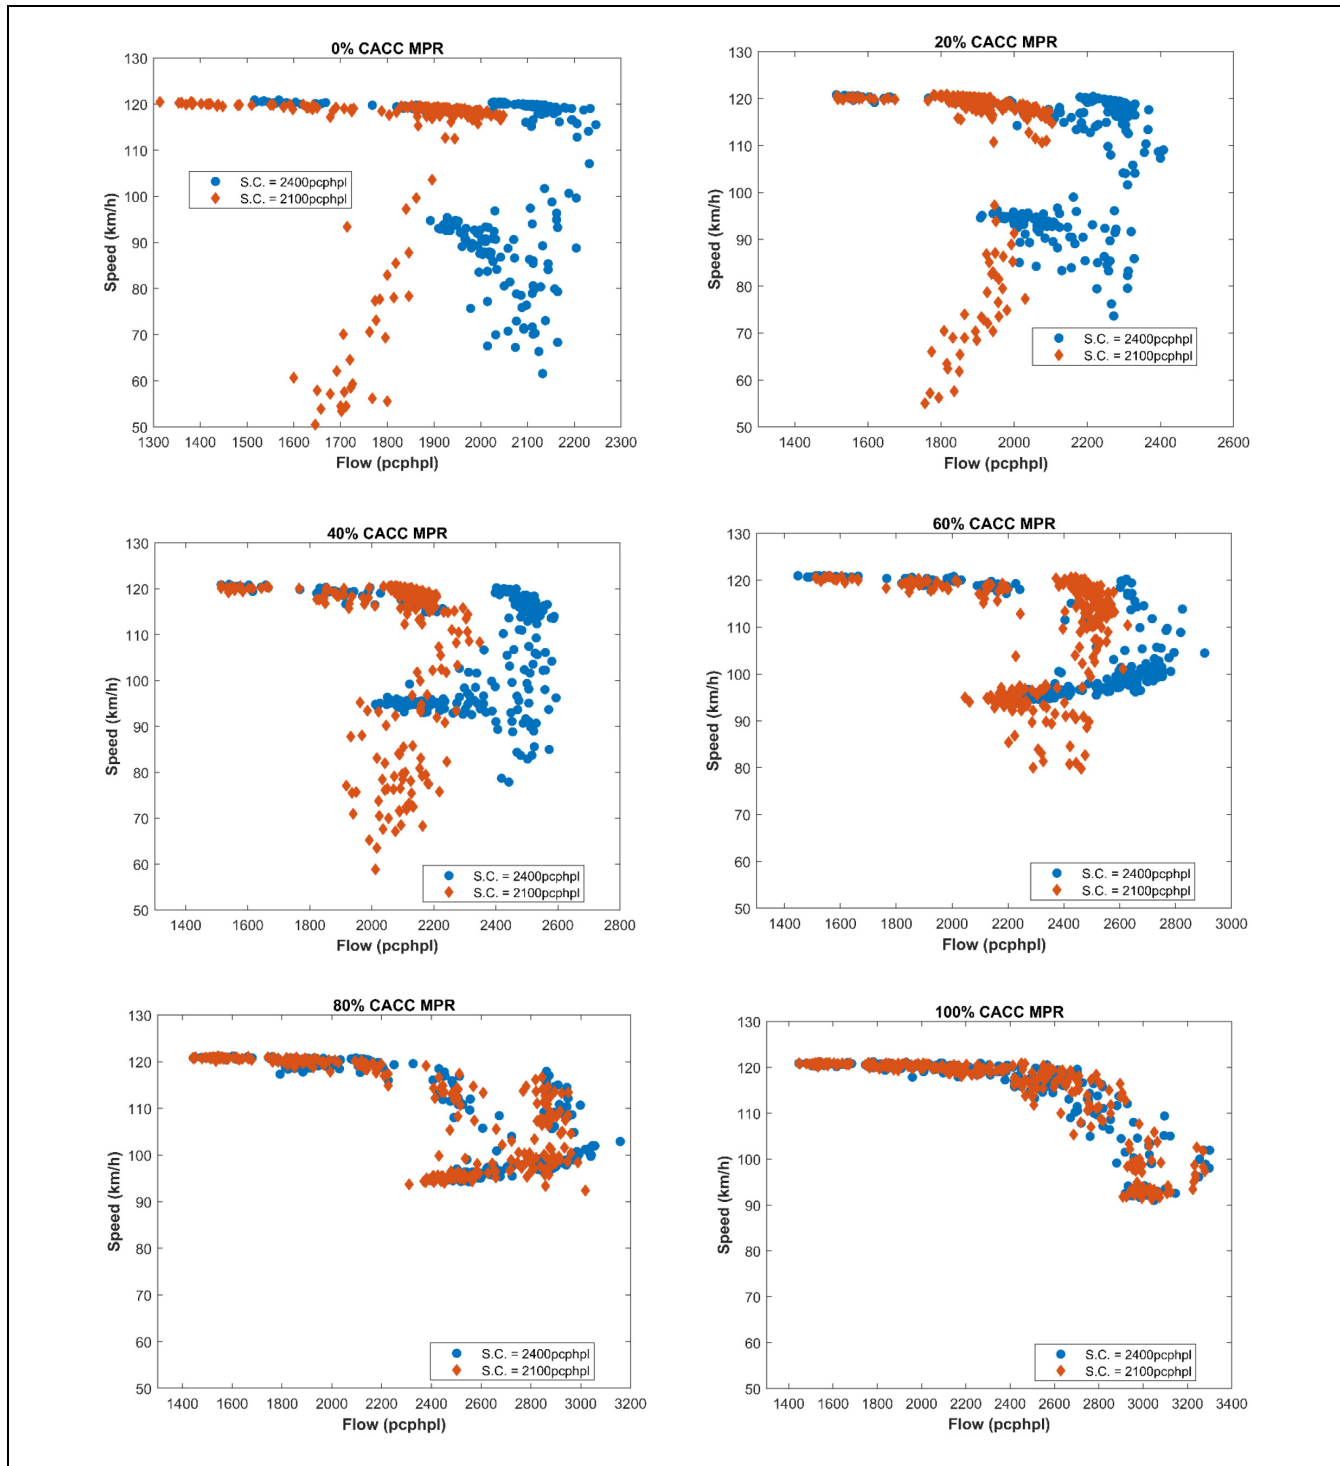 0% CACC MPR
130
120
110
100
90
80
70
60
50
Speed (km/h)
S.C. = 2400pcphpl
S.C. = 2100pcphpl
1300 1400 1500 1600 1700 1800 1900 2000 2100 2200 2300
Flow (pcphpl)
20% CACC MPR
130
120
110
100
90
80
70
60
50
Speed (km/h)
S.C. = 2400pcphpl
S.C. = 2100pcphpl
1400 1600 1800 2000 2200 2400 2600
Flow (pcphpl)
40% CACC MPR
130
120
110
100
90
80
70
60
50
Speed (km/h)
S.C. = 2400pcphpl
S.C. = 2100pcphpl
1400 1600 1800 2000 2200 2400 2600 2800
Flow (pcphpl)
60% CACC MPR
130
120
110
100
90
80
70
60
50
Speed (km/h)
S.C. = 2400pcphpl
S.C. = 2100pcphpl
1400 1600 1800 2000 2200 2400 2600 2800 3000
Flow (pcphpl)
80% CACC MPR
130
120
110
100
90
80
70
60
50
Speed (km/h)
S.C. = 2400pcphpl
S.C. = 2100pcphpl
1400 1600 1800 2000 2200 2400 2600 2800 3000 3200
Flow (pcphpl)
100% CACC MPR
130
120
110
100
90
80
70
60
50
Speed (km/h)
S.C. = 2400pcphpl
S.C. = 2100pcphpl
1400 1600 1800 2000 2200 2400 2600 2800 3000 3200 3400
Flow (pcphpl)